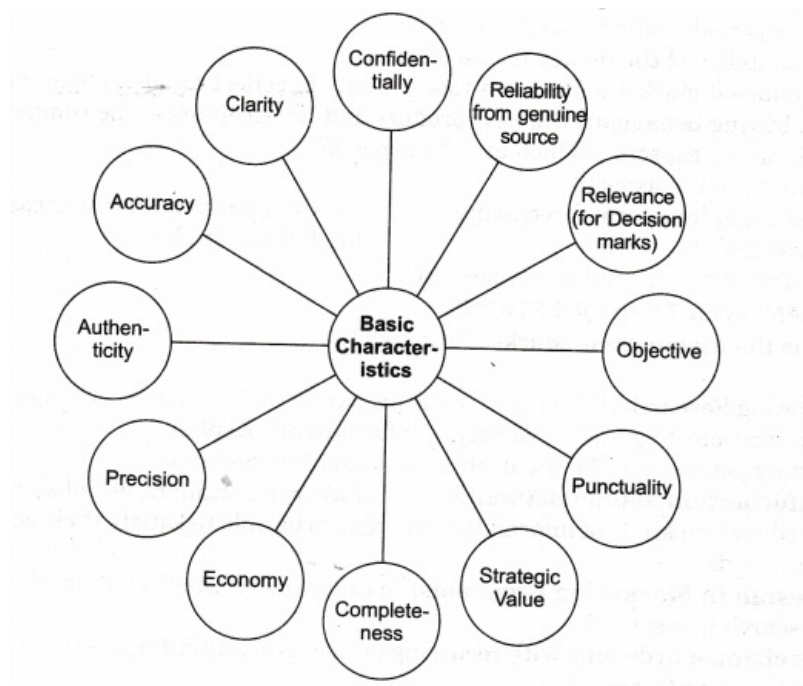 Confiden-
tially
Clarity
Reliability
from genuine
source
Accuracy
Relevance
(for Decision
marks)
Authen-
ticity
Basic
Character-
istics
Objective
Precision
Punctuality
Economy
Complete-
ness
Strategic
Value